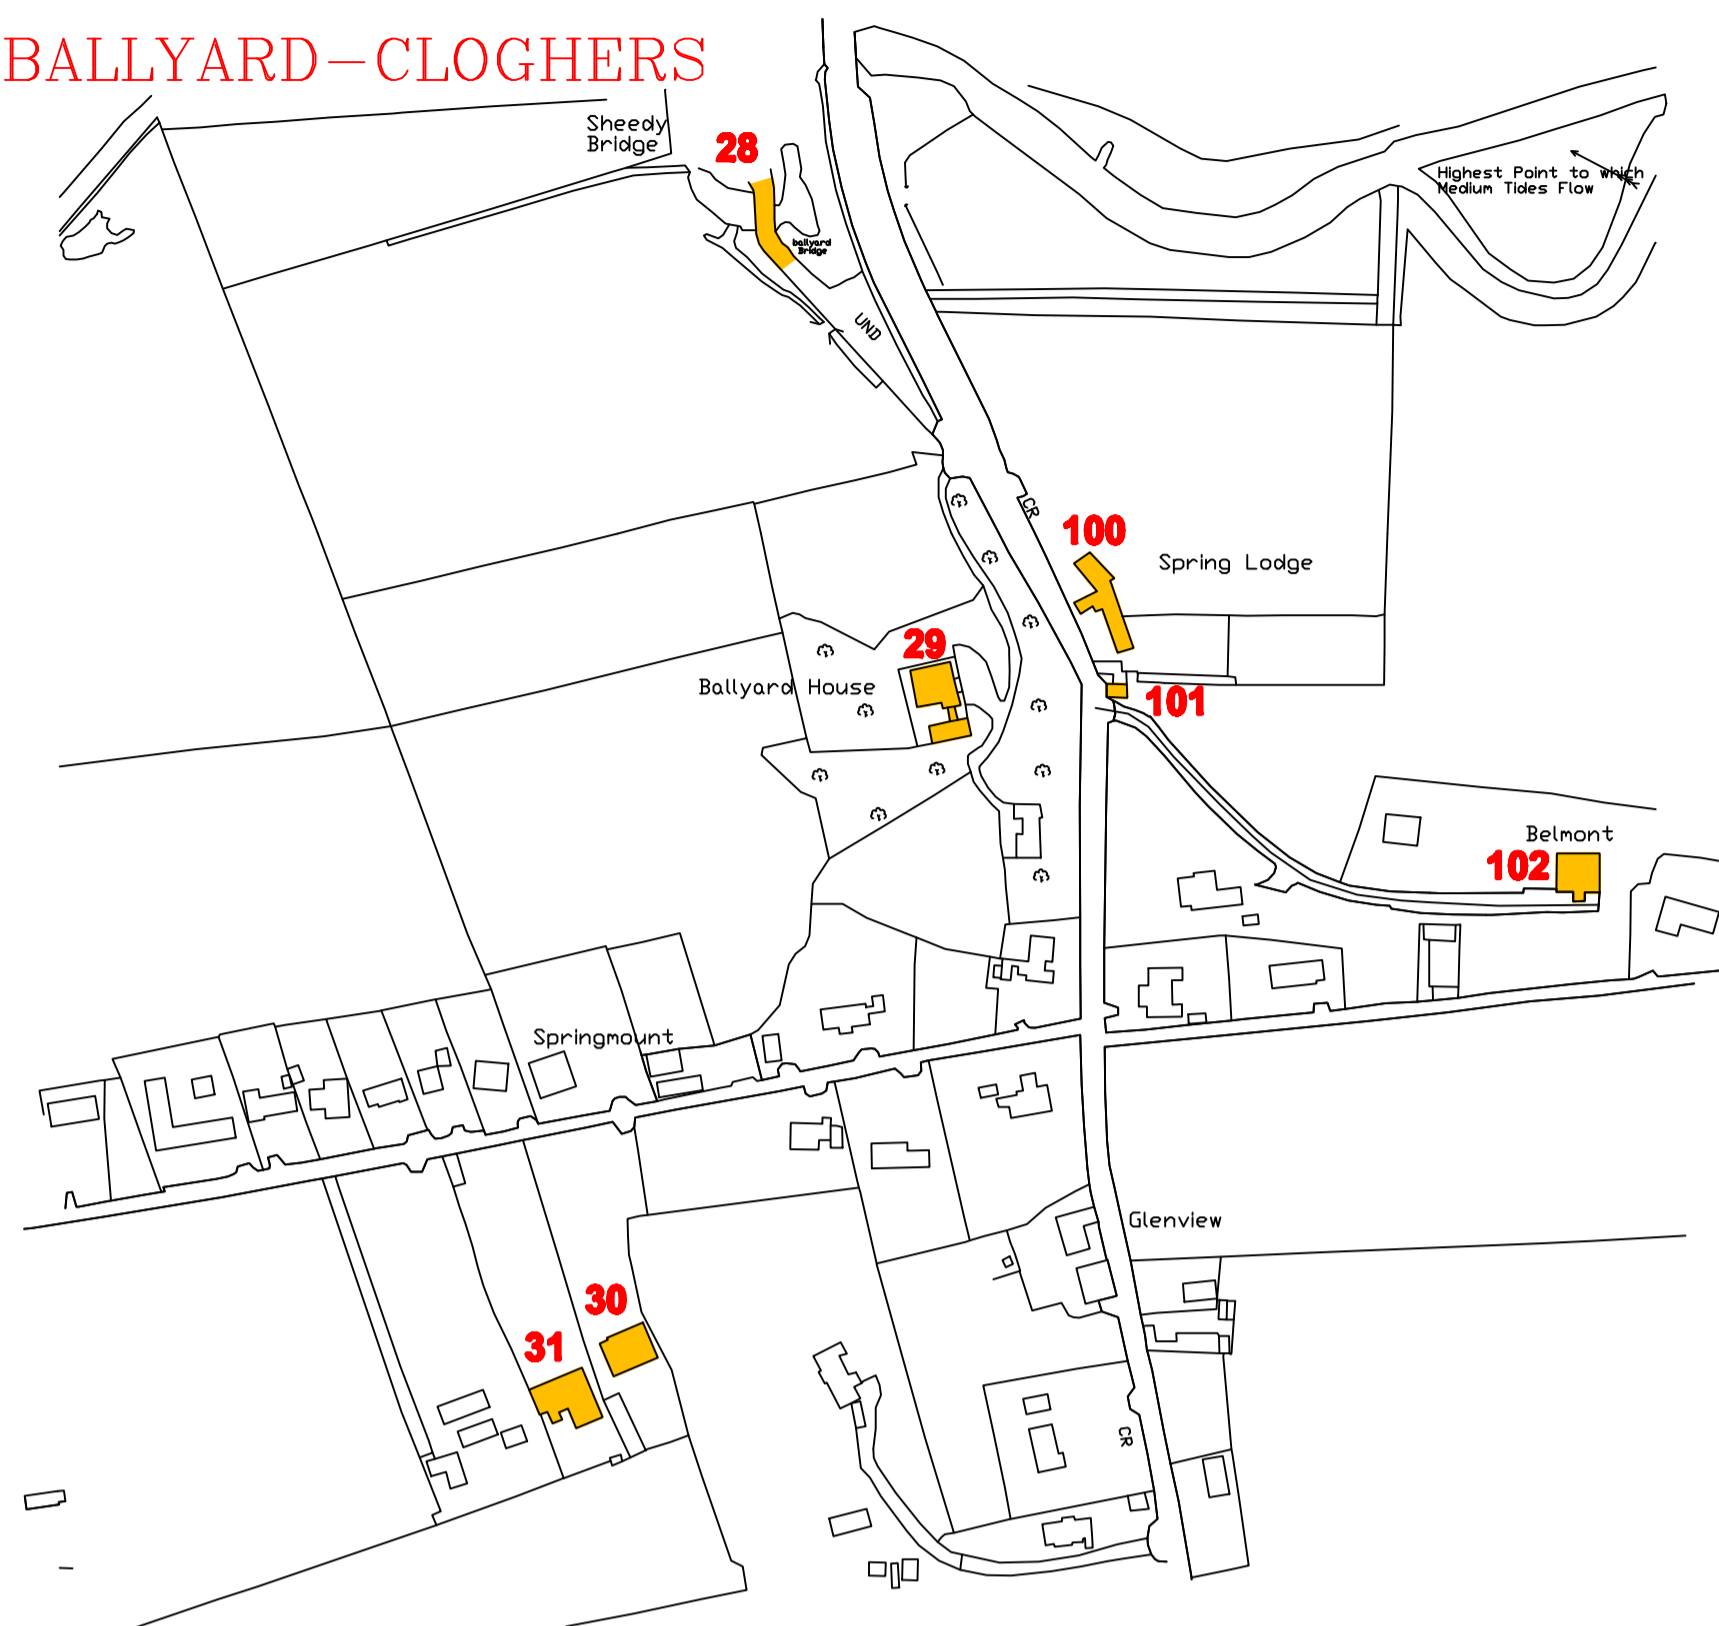 BALLYARD-CLOGHERS
Sheedy
Bridge
28
ballyard
Bridge
UND
Highest Point to which
Medium Tides Flow
CR
100
Spring Lodge
29
Ballyard House
101
Belmont
102
Springmount
Glenview
30
31
CR